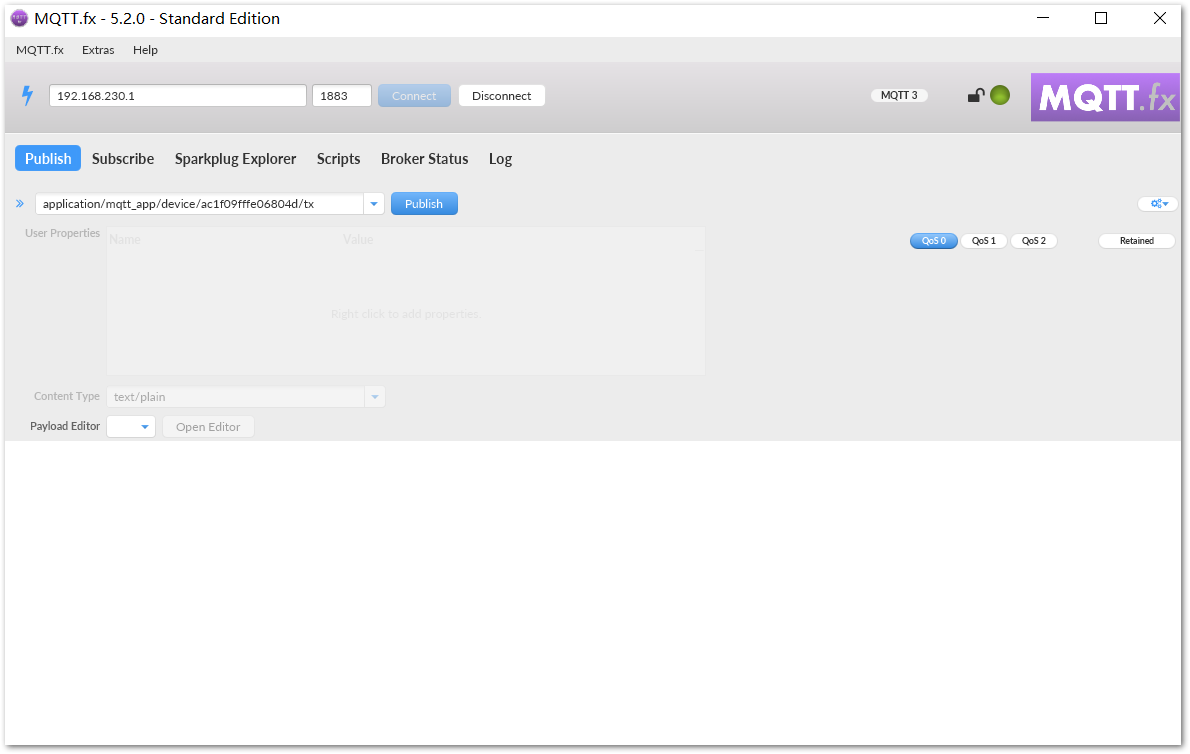 MQTT.fx - 5.2.0 - Standard Edition
MQTT.fx Extras Help
192.168.230.1 1883 Connect Disconnect MQTT 3 MQTT.fx
Publish Subscribe Sparkplug Explorer Scripts Broker Status Log
application/mqtt_app/device/ac1f09fffe06804d/tx Publish
User Properties Name Value QoS 0 QoS 1 QoS 2 Retained
Right click to add properties
Content Type text/plain
Payload Editor Open Editor